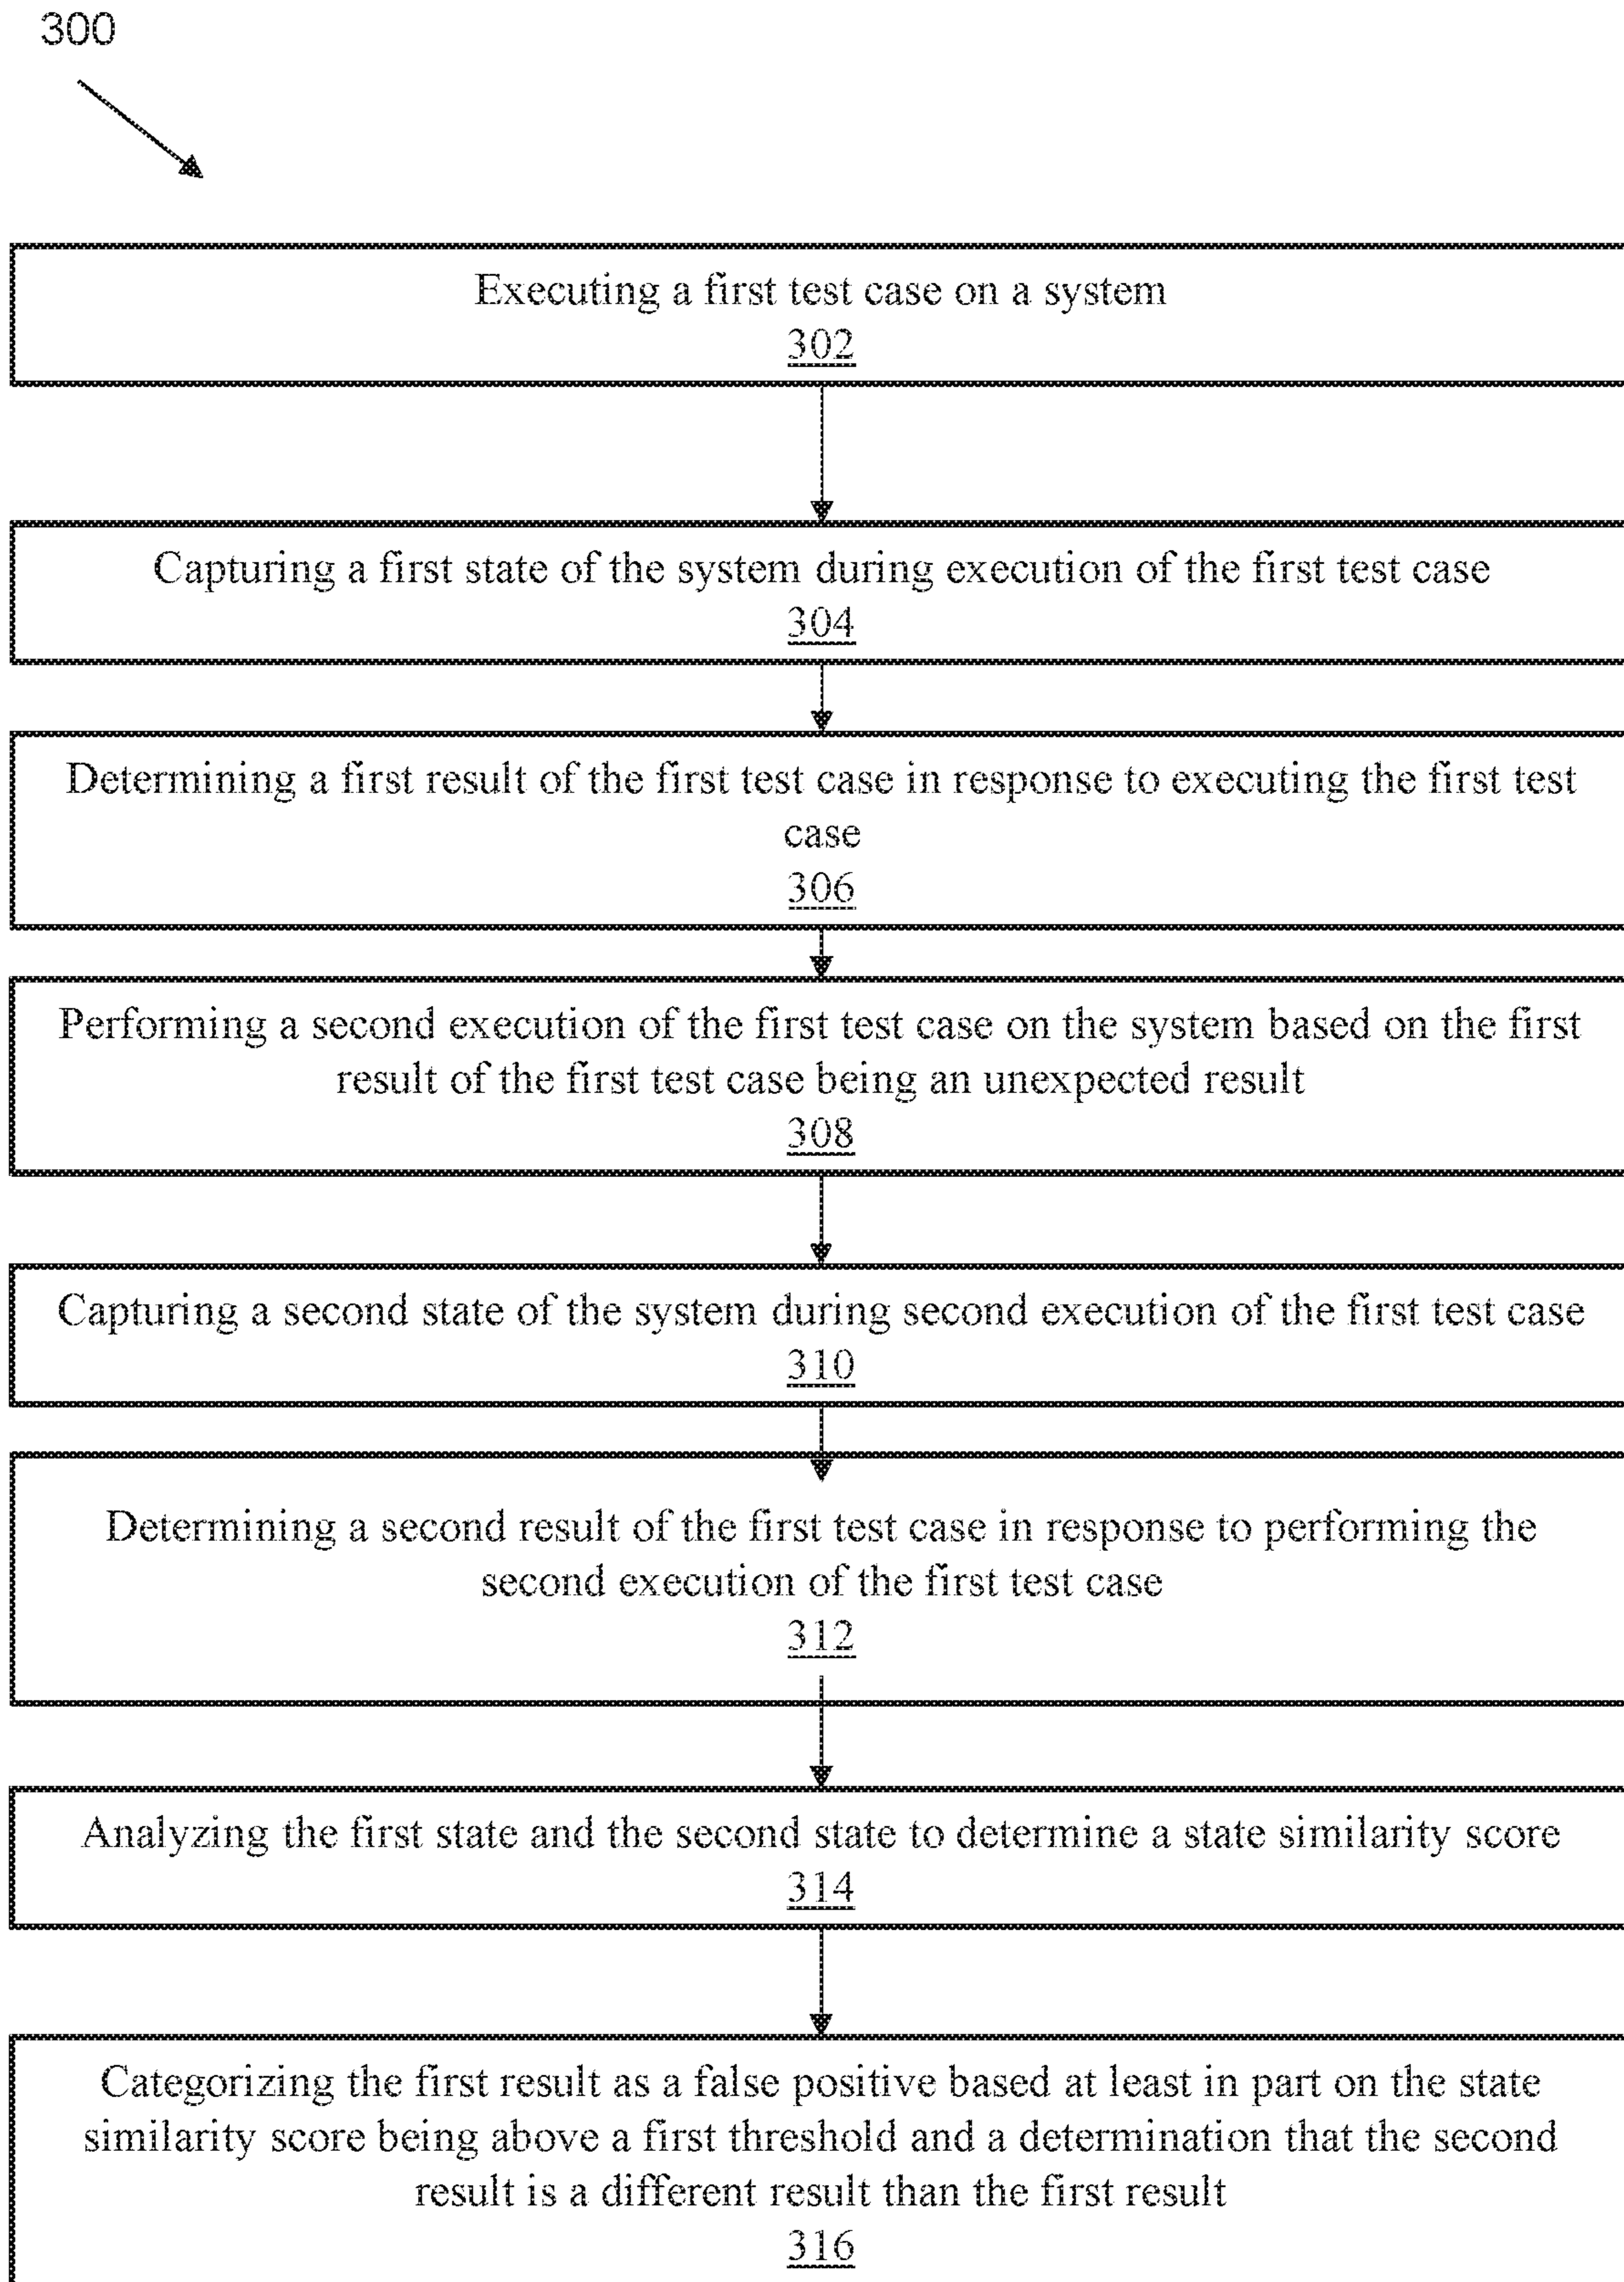 300
Executing a first test case on a system
302
Capturing a first state of the system during execution of the first test case
304
Determining a first result of the first test case in response to executing the first test
case
306
Performing a second execution of the first test case on the system based on the first
result of the first test case being an unexpected result
308
Capturing a second state of the system during second execution of the first test case
310
Determining a second result of the first test case in response to performing the
second execution of the first test case
312
Analyzing the first state and the second state to determine a state similarity score
314
Categorizing the first result as a false positive based at least in part on the state
similarity score being above a first threshold and a determination that the second
result is a different result than the first result
316